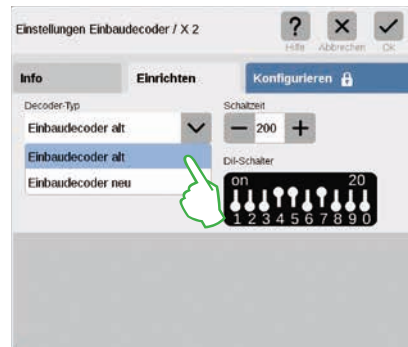 Einstellungen Einbaudecoder / X 2
?
Hilfe Abbrechen OK
Info Einrichten Konfigurieren
Decoder-Typ
Einbaudecoder alt
Einbaudecoder alt
Einbaudecoder neu
Schaltzeit
200
Dil-Schalter
on 20
1 2 3 4 5 6 7 8 9 0